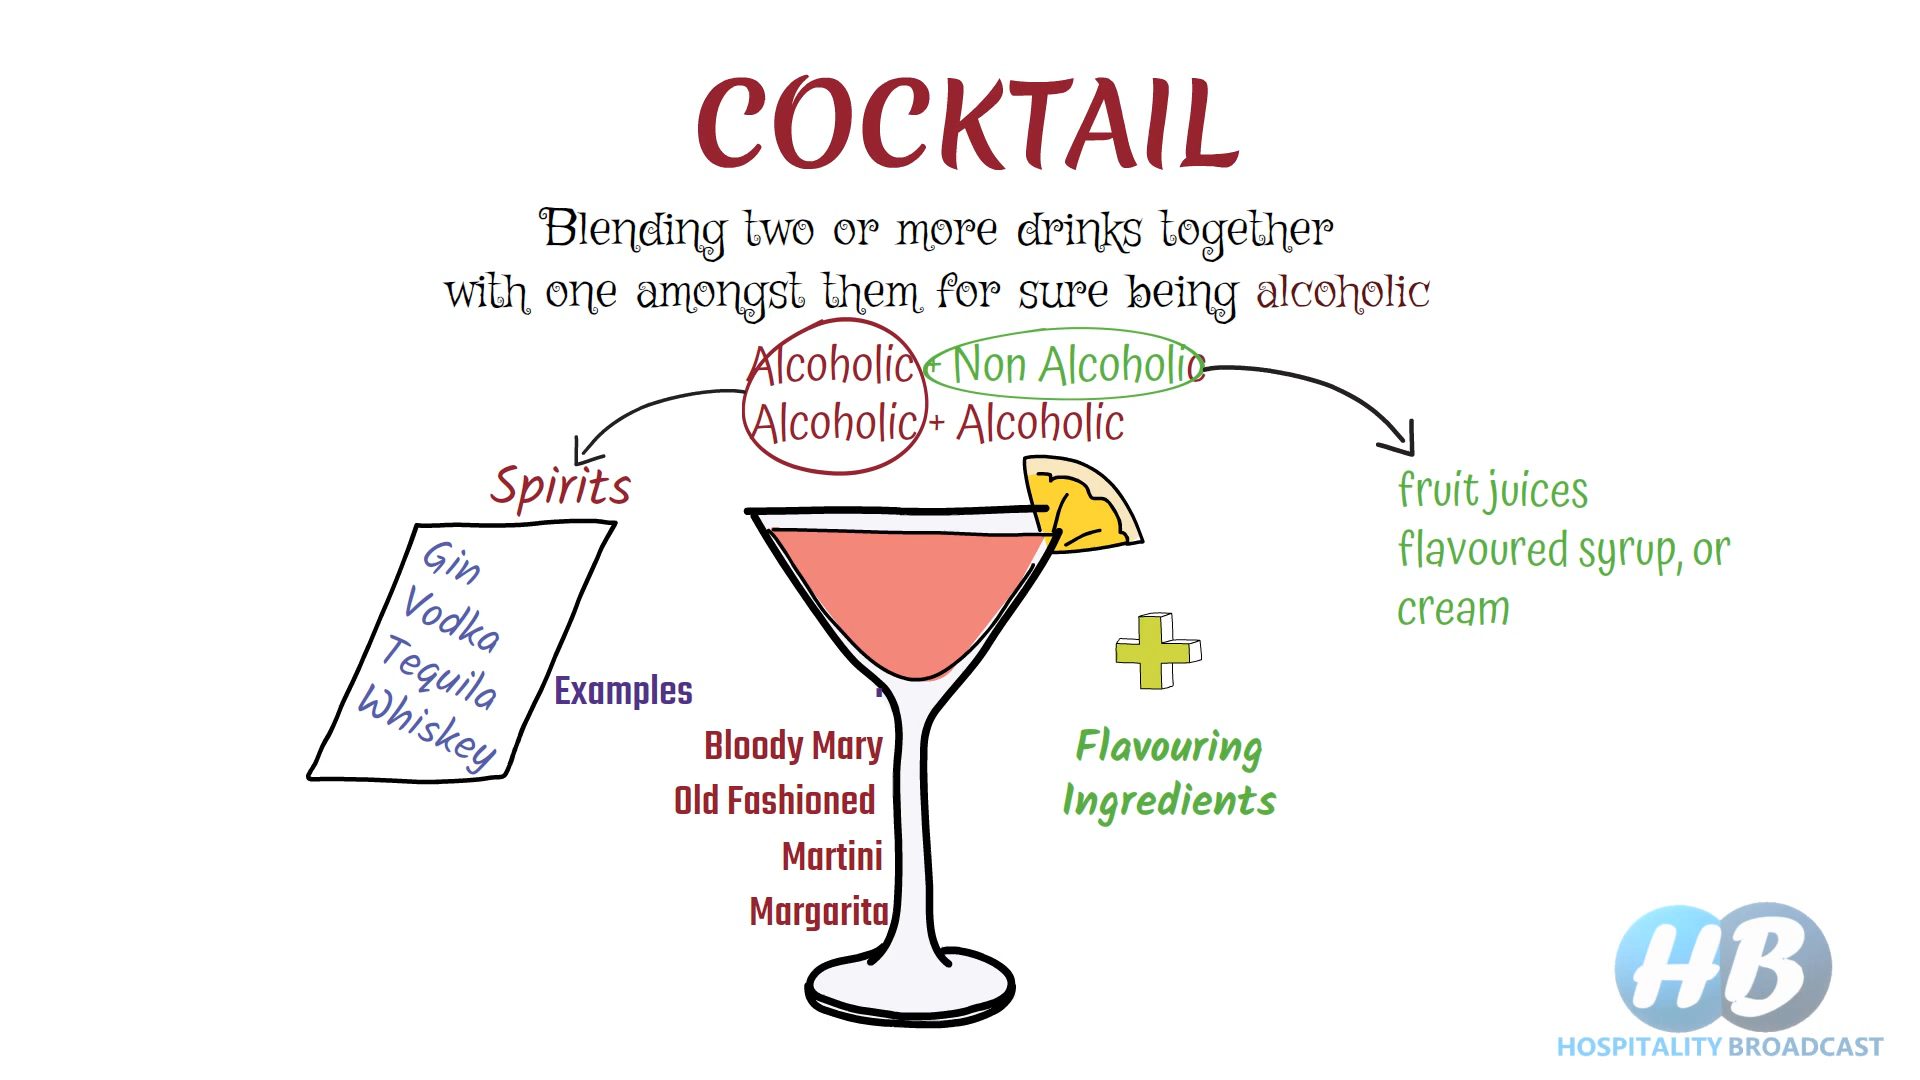 COCKTAIL
Blending two or more drinks together
with one amongst them for sure being alcoholic
Alcoholic + Non Alcoholic
Alcoholic + Alcoholic
Spirits
Gin
Vodka
Tequila
Whiskey
fruit juices
flavoured syrup, or
cream
Examples
Bloody Mary
Old Fashioned
Martini
Margarita
Flavouring
Ingredients
HB
HOSPITALITY BROADCAST